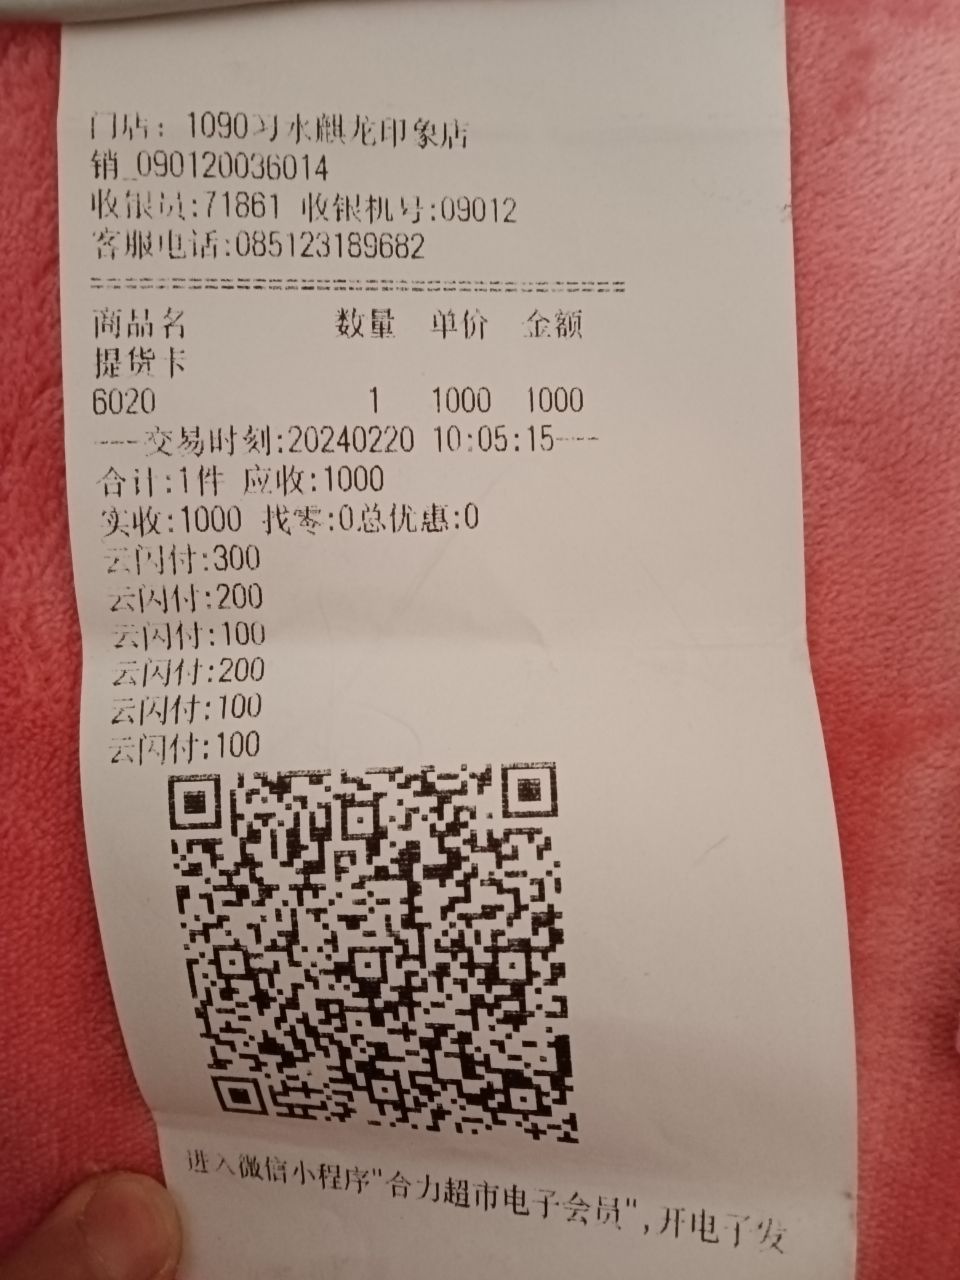 门店：1090习水麒龙印象店
销_090120036014
收银员:71861 收银机号:09012
客服电话:085123189682
商品名 数量 单价 金额
提货卡
6020 1 1000 1000
---交易时刻:20240220 10:05:15---
合计:1件 应收:1000
实收:1000 找零:0总优惠:0
云闪付:300
云闪付:200
云闪付:100
云闪付:200
云闪付:100
云闪付:100
进入微信小程序"合力超市电子会员",开电子发